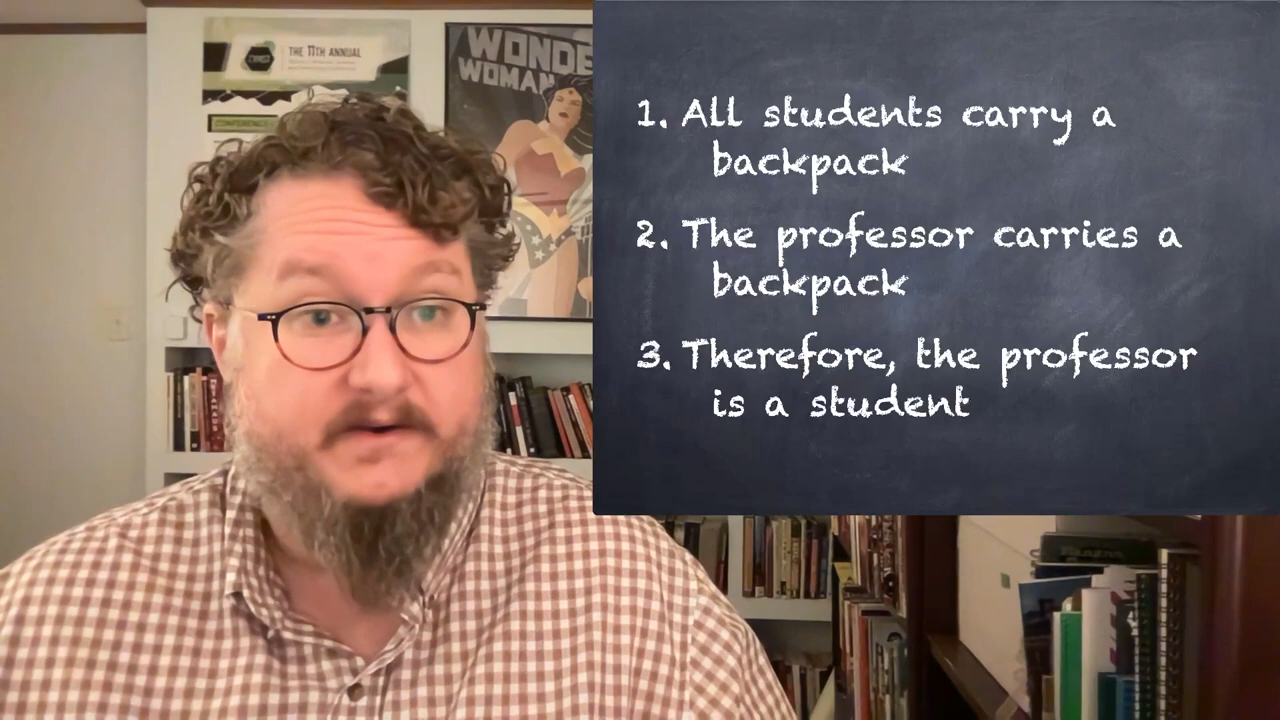 THE 11TH ANNUAL
CONFERENCE
WONDE
WOMAN
1. All students carry a
backpack
2. The professor carries a
backpack
3. Therefore, the professor
is a student